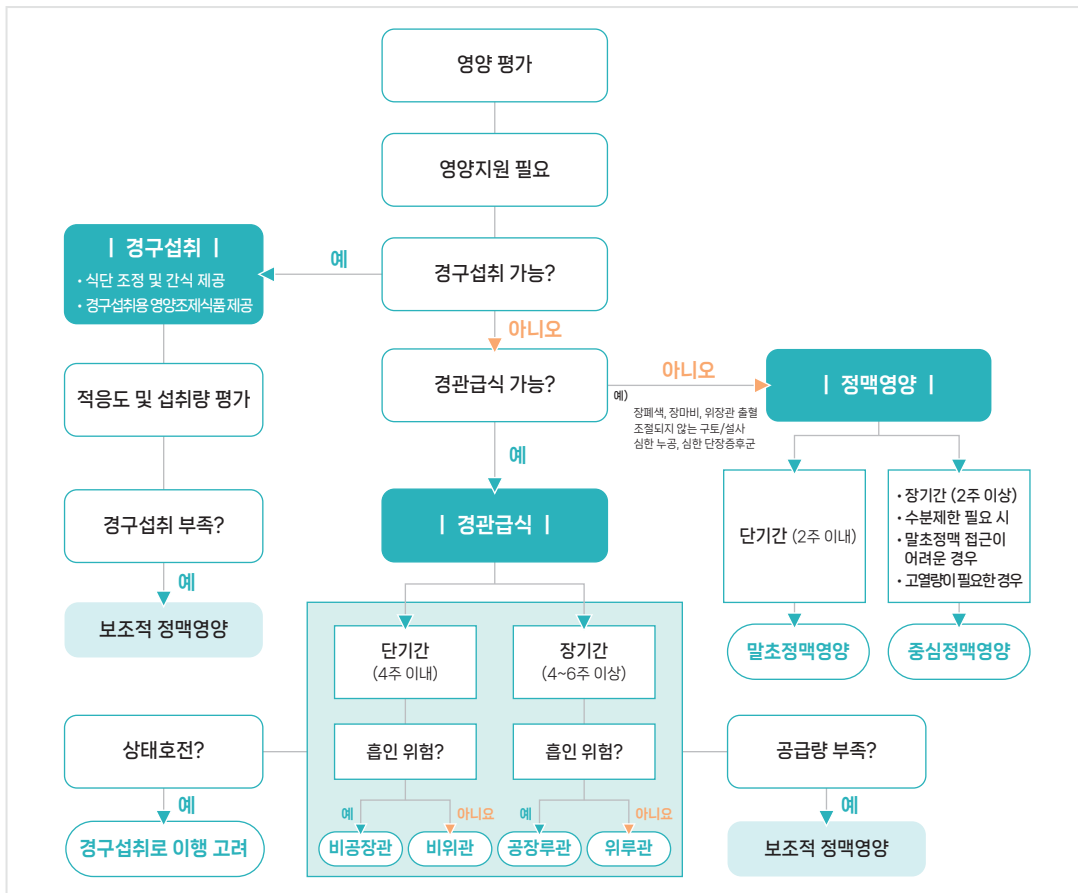 영양 평가
영양지원 필요
경구섭취 가능?
예
| 경구섭취 |
• 식단 조정 및 간식 제공
• 경구섭취용 영양조제식품 제공
적응도 및 섭취량 평가
경구섭취 부족?
예
보조적 정맥영양
아니오
경관급식 가능?
아니오
예)
장폐색, 장마비, 위장관 출혈
조절되지 않는 구토/설사
심한 누공, 심한 단장증후군
| 정맥영양 |
단기간 (2주 이내)
• 장기간 (2주 이상)
• 수분제한 필요 시
• 말초정맥 접근이
어려운 경우
• 고열량이 필요한 경우
말초정맥영양
중심정맥영양
예
| 경관급식 |
단기간
(4주 이내)
장기간
(4~6주 이상)
흡인 위험?
흡인 위험?
예
아니요
예
아니요
비공장관
비위관
공장루관
위루관
상태호전?
예
경구섭취로 이행 고려
공급량 부족?
예
보조적 정맥영양